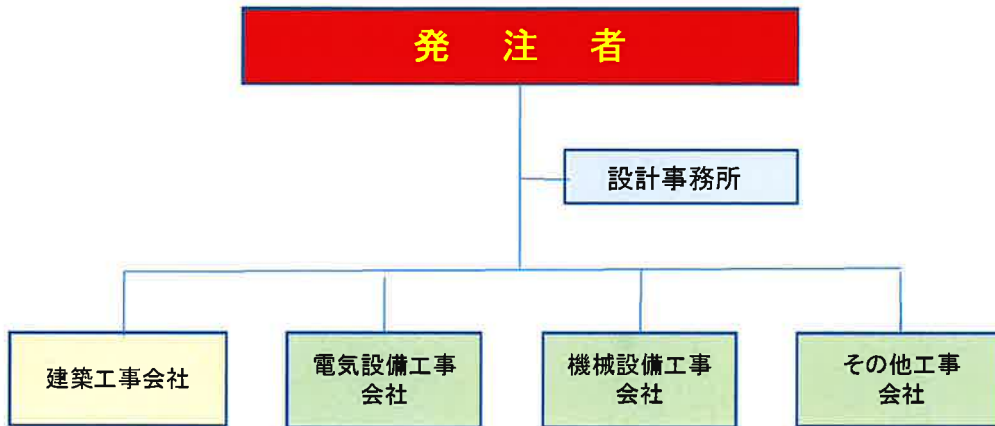 発 注 者
設計事務所
建築工事会社
電気設備工事
会社
機械設備工事
会社
その他工事
会社